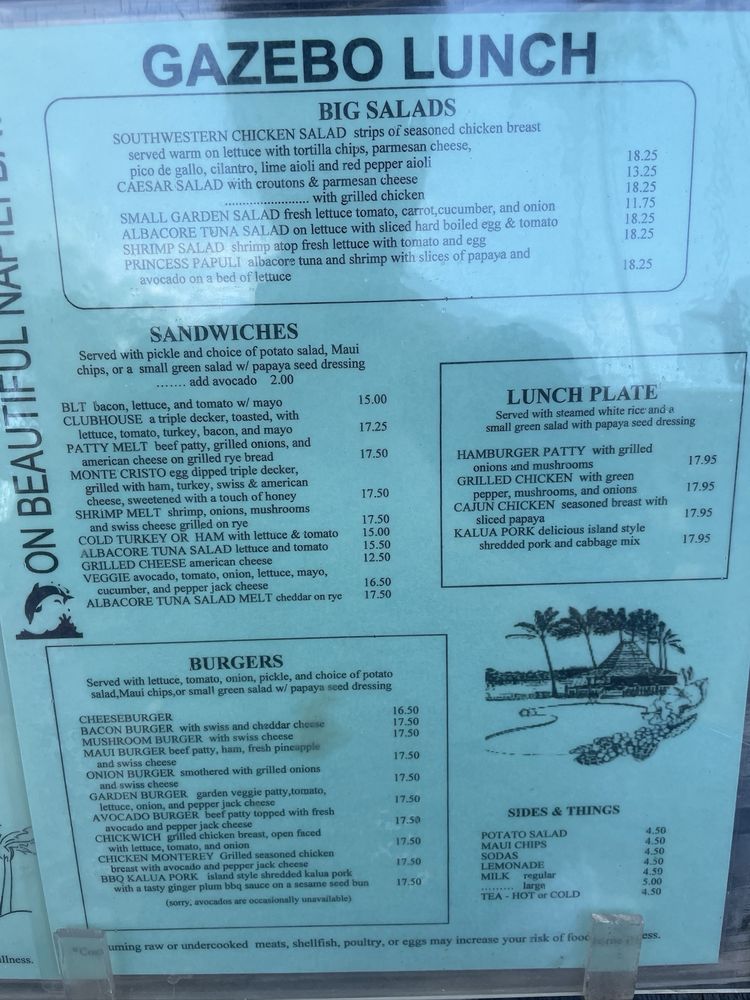 GAZEBO LUNCH
BIG SALADS
SOUTHWESTERN CHICKEN SALAD strips of seasoned chicken breast
served warm on lettuce with tortilla chips, parmesan cheese,
pico de gallo, cilantro, lime aioli and red pepper aioli 18.25
CAESAR SALAD with croutons & parmesan cheese 13.25
............................ with grilled chicken 18.25
SMALL GARDEN SALAD fresh lettuce tomato, carrot,cucumber, and onion 11.75
ALBACORE TUNA SALAD on lettuce with sliced hard boiled egg & tomato 18.25
SHRIMP SALAD shrimp atop fresh lettuce with tomato and egg 18.25
PRINCESS PAPULI albacore tuna and shrimp with slices of papaya and
avocado on a bed of lettuce 18.25
SANDWICHES
Served with pickle and choice of potato salad, Maui
chips, or a small green salad w/ papaya seed dressing
....... add avocado 2.00
BLT bacon, lettuce, and tomato w/ mayo 15.00
CLUBHOUSE a triple decker, toasted, with
lettuce, tomato, turkey, bacon, and mayo 17.25
PATTY MELT beef patty, grilled onions, and
american cheese on grilled rye bread 17.50
MONTE CRISTO egg dipped triple decker,
grilled with ham, turkey, swiss & american
cheese, sweetened with a touch of honey 17.50
SHRIMP MELT shrimp, onions, mushrooms
and swiss cheese grilled on rye 17.50
COLD TURKEY OR HAM with lettuce & tomato 15.00
ALBACORE TUNA SALAD lettuce and tomato 15.50
GRILLED CHEESE american cheese 12.50
VEGGIE avocado, tomato, onion, lettuce, mayo,
cucumber, and pepper jack cheese 16.50
ALBACORE TUNA SALAD MELT cheddar on rye 17.50
LUNCH PLATE
Served with steamed white rice and a
small green salad with papaya seed dressing
HAMBURGER PATTY with grilled
onions and mushrooms 17.95
GRILLED CHICKEN with green
pepper, mushrooms, and onions 17.95
CAJUN CHICKEN seasoned breast with
sliced papaya 17.95
KALUA PORK delicious island style
shredded pork and cabbage mix 17.95
BURGERS
Served with lettuce, tomato, onion, pickle, and choice of potato
salad,Maui chips,or small green salad w/ papaya seed dressing
CHEESEBURGER 16.50
BACON BURGER with swiss and cheddar cheese 17.50
MUSHROOM BURGER with swiss cheese 17.50
MAUI BURGER beef patty, ham, fresh pineapple
and swiss cheese 17.50
ONION BURGER smothered with grilled onions
and swiss cheese 17.50
GARDEN BURGER garden veggie patty,tomato,
lettuce, onion, and pepper jack cheese 17.50
AVOCADO BURGER beef patty topped with fresh
avocado and pepper jack cheese 17.50
CHICKWICH grilled chicken breast, open faced
with lettuce, tomato, and onion 17.50
CHICKEN MONTEREY Grilled seasoned chicken
breast with avocado and pepper jack cheese 17.50
BBQ KALUA PORK island style shredded kalua pork
with a tasty ginger plum bbq sauce on a sesame seed bun 17.50
(sorry, avocados are occasionally unavailable)
SIDES & THINGS
POTATO SALAD 4.50
MAUI CHIPS 4.50
SODAS 4.50
LEMONADE 4.50
MILK regular 4.50
.......... large 5.00
TEA - HOT or COLD 4.50
uming raw or undercooked meats, shellfish, poultry, or eggs may increase your risk of food
ON BEAUTIFUL NAPILI
llness.